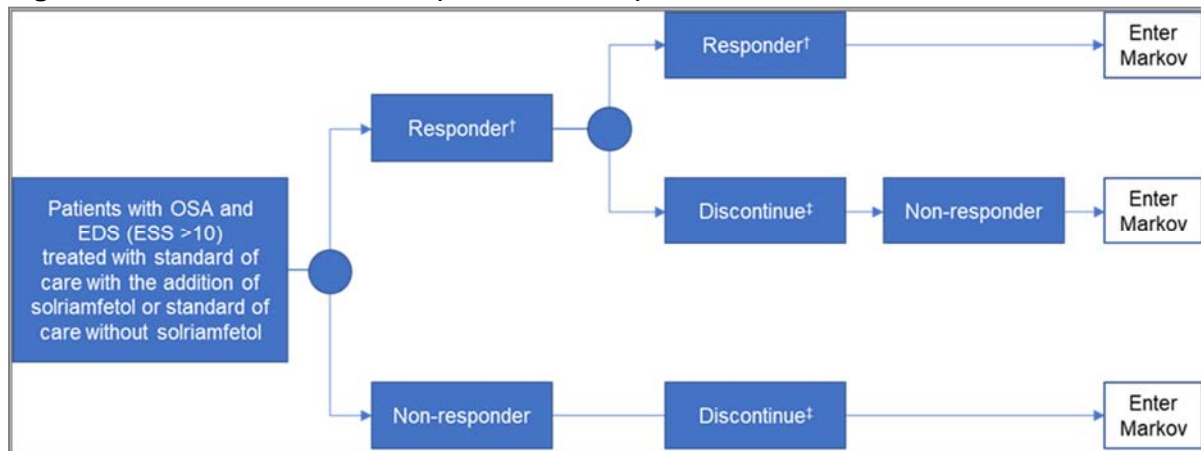 Responder†
Enter
Markov
Responder†
Patients with OSA and
EDS (ESS >10)
treated with standard of
care with the addition of
solriamfetol or standard of
care without solriamfetol
Discontinue‡
Non-responder
Enter
Markov
Non-responder
Discontinue‡
Enter
Markov